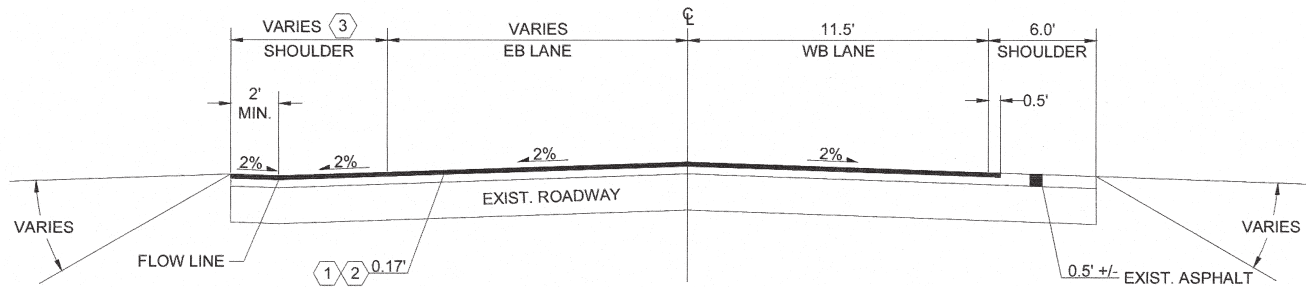 ℄
VARIES 3
SHOULDER
VARIES
EB LANE
11.5'
WB LANE
6.0'
SHOULDER
2'
MIN.
0.5'
2%
2%
2%
2%
EXIST. ROADWAY
VARIES
VARIES
FLOW LINE
1 2 0.17'
0.5' +/- EXIST. ASPHALT